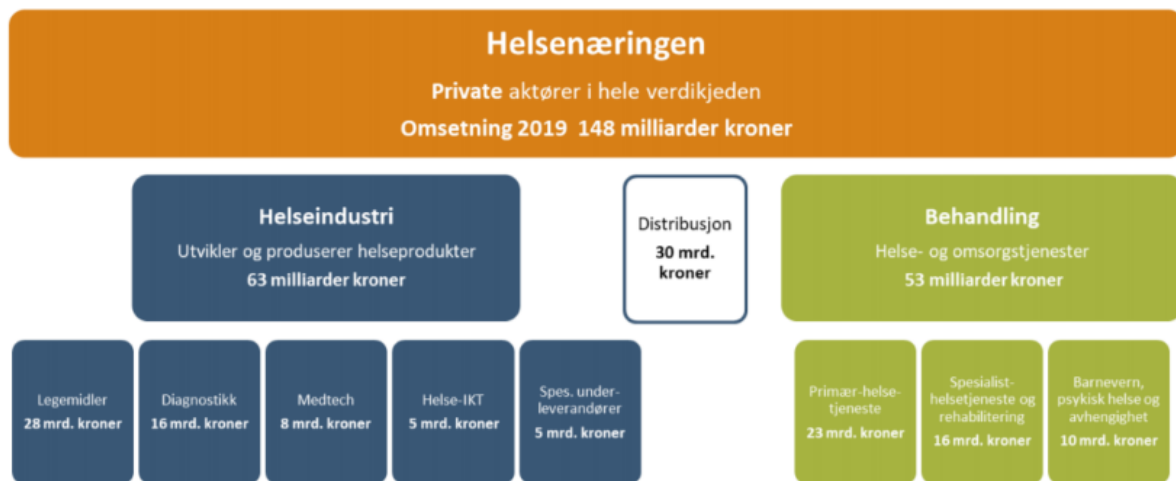 Helsenæringen
Private aktører i hele verdikjeden
Omsetning 2019 148 milliarder kroner
Helseindustri
Utvikler og produserer helseprodukter
63 milliarder kroner
Distribusjon
30 mrd.
kroner
Behandling
Helse- og omsorgstjenester
53 milliarder kroner
Legemidler
28 mrd. kroner
Diagnostikk
16 mrd. kroner
Medtech
8 mrd. kroner
Helse-IKT
5 mrd. kroner
Spes. under-
leverandører
5 mrd. kroner
Primær-helse-
tjeneste
23 mrd. kroner
Spesialist-
helsetjeneste og
rehabilitering
16 mrd. kroner
Barnevern,
psykisk helse og
avhengighet
10 mrd. kroner